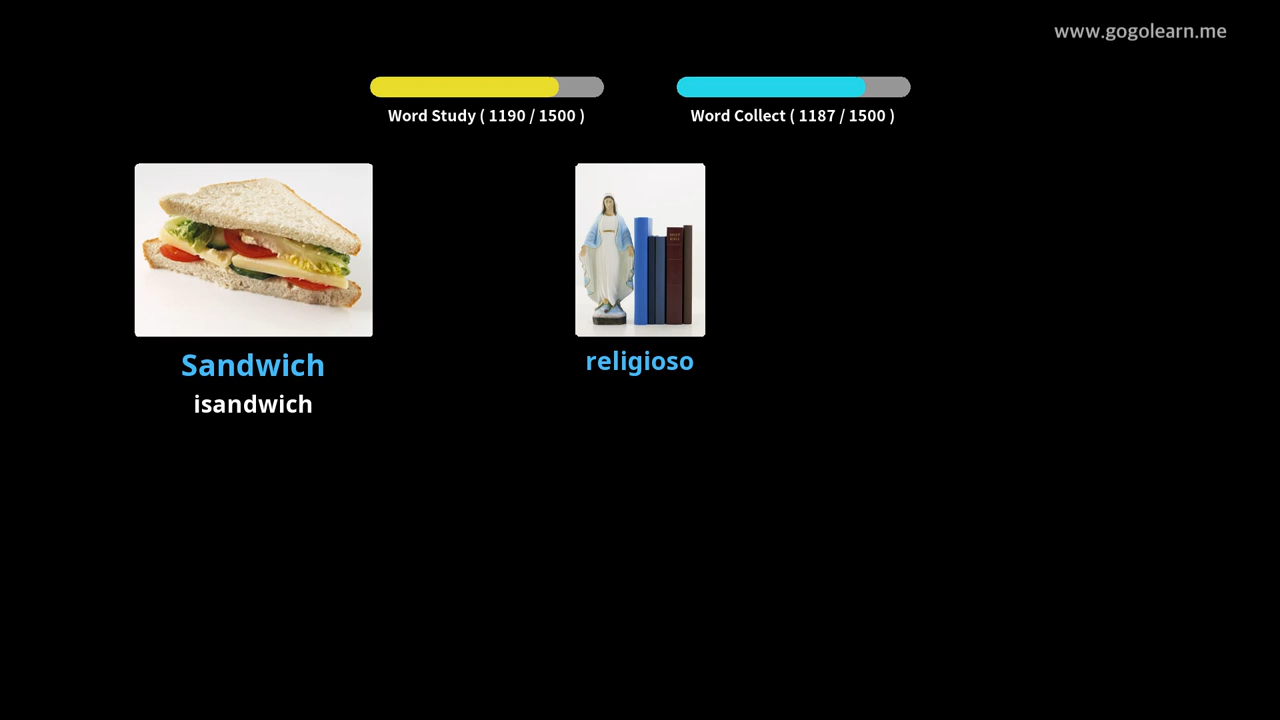 www.gogolearn.me
Word Study ( 1190 / 1500 )
Word Collect ( 1187 / 1500 )
Sandwich
isandwich
religioso